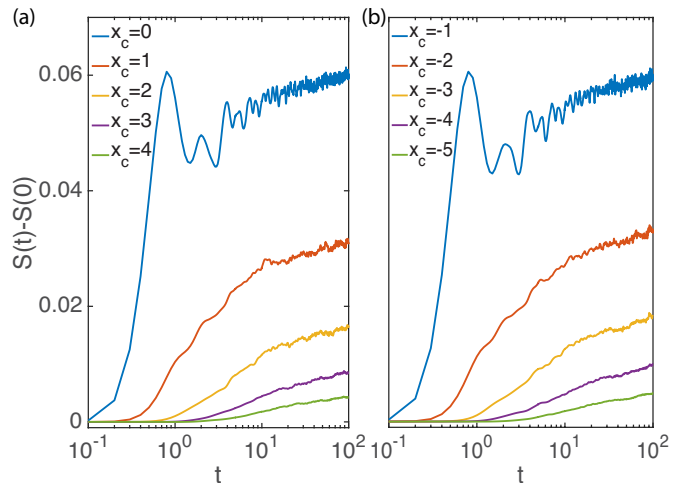 (a)
x_c=0
x_c=1
x_c=2
x_c=3
x_c=4
S(t)-S(0)
0.06
0.04
0.02
0
10^-1
10^0
10^1
10^2
t
(b)
x_c=-1
x_c=-2
x_c=-3
x_c=-4
x_c=-5
10^-1
10^0
10^1
10^2
t